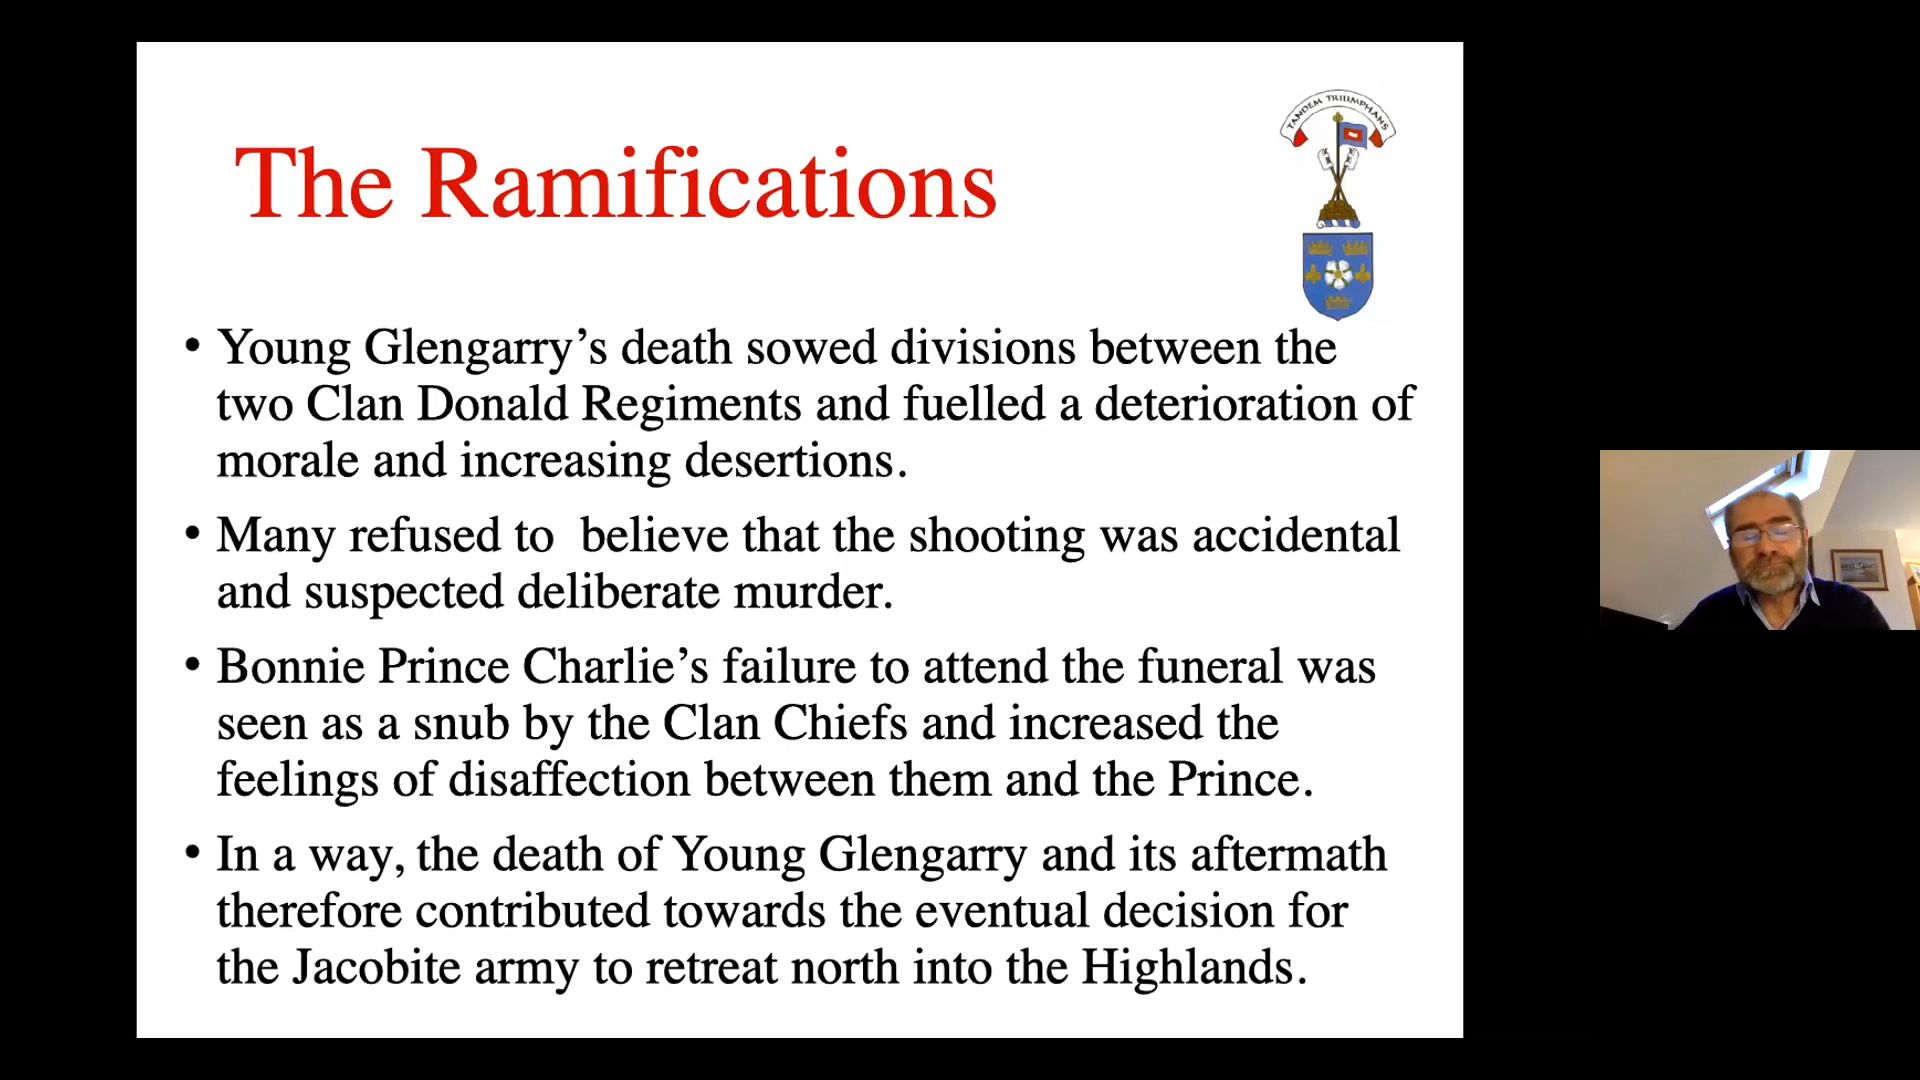 TANDEM TRIUMPHANS
The Ramifications
• Young Glengarry’s death sowed divisions between the
two Clan Donald Regiments and fuelled a deterioration of
morale and increasing desertions.
• Many refused to  believe that the shooting was accidental
and suspected deliberate murder.
• Bonnie Prince Charlie’s failure to attend the funeral was
seen as a snub by the Clan Chiefs and increased the
feelings of disaffection between them and the Prince.
• In a way, the death of Young Glengarry and its aftermath
therefore contributed towards the eventual decision for
the Jacobite army to retreat north into the Highlands.